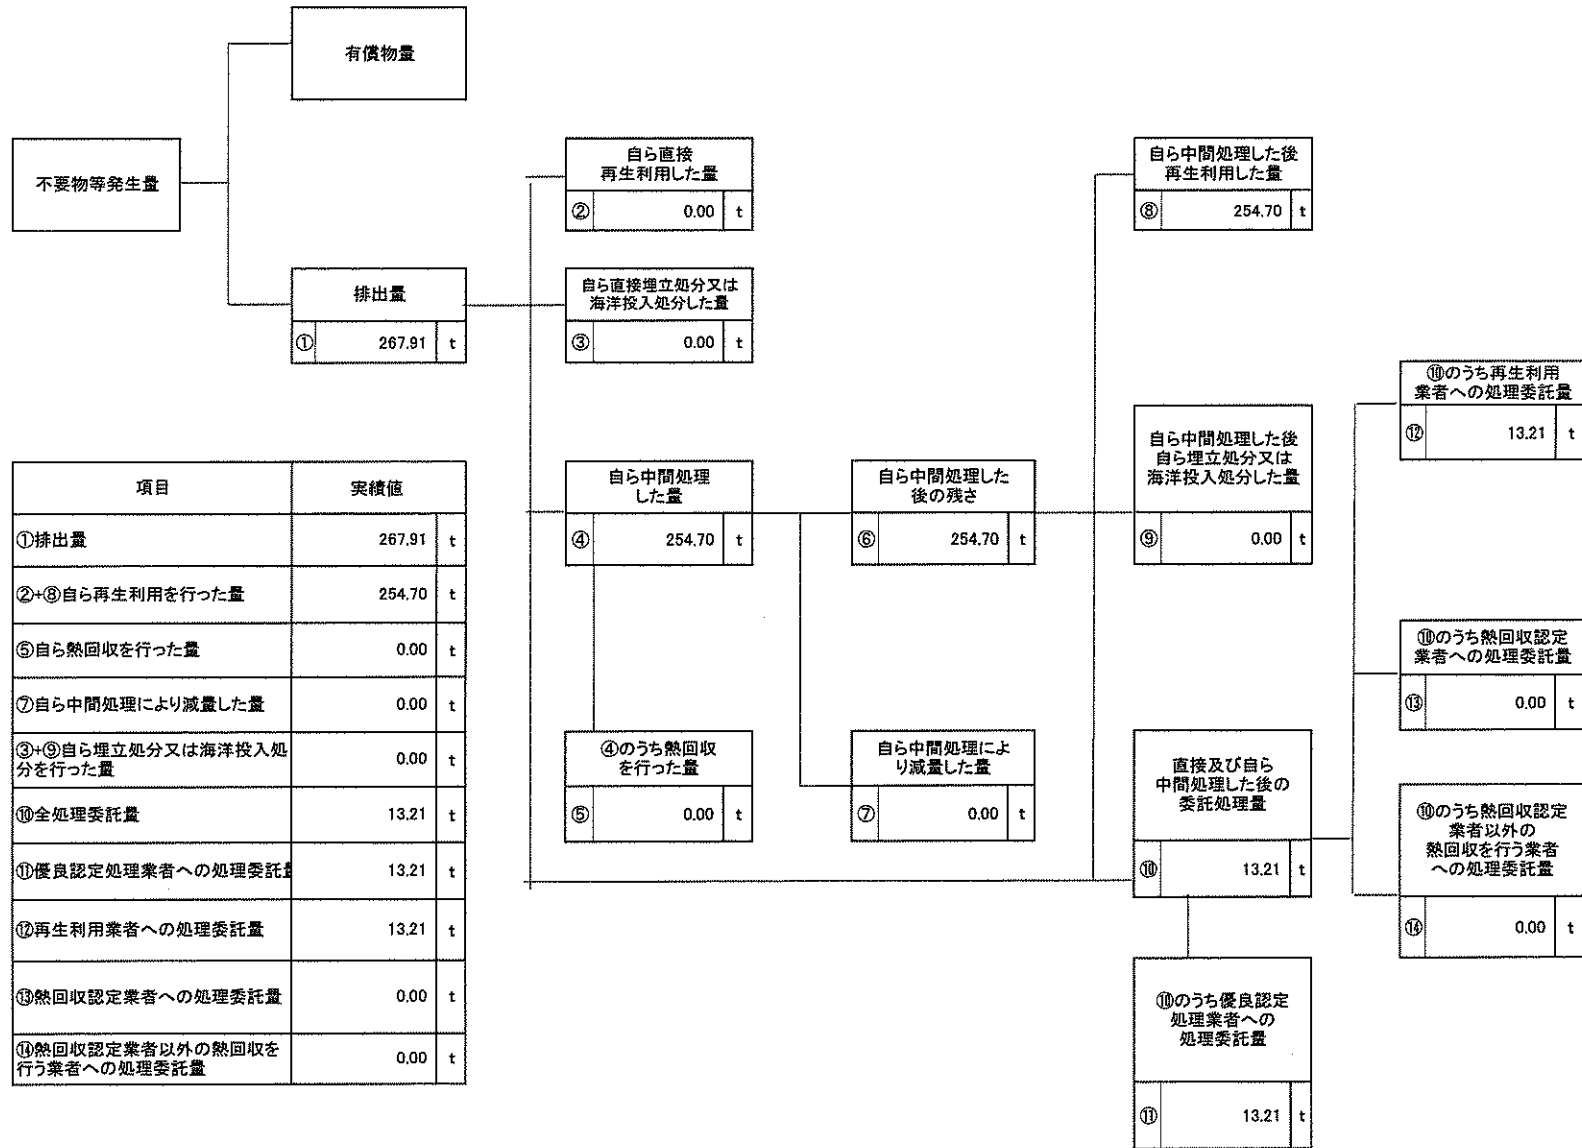 有償物量
不要物等発生量
排出量
① 267.91 t
自ら直接
再生利用した量
② 0.00 t
自ら直接埋立処分又は
海洋投入処分した量
③ 0.00 t
自ら中間処理
した量
④ 254.70 t
④のうち熱回収
を行った量
⑤ 0.00 t
自ら中間処理した
後の残さ
⑥ 254.70 t
自ら中間処理によ
り減量した量
⑦ 0.00 t
自ら中間処理した後
再生利用した量
⑧ 254.70 t
自ら中間処理した後
自ら埋立処分又は
海洋投入処分した量
⑨ 0.00 t
直接及び自ら
中間処理した後の
委託処理量
⑩ 13.21 t
⑩のうち優良認定
処理業者への
処理委託量
⑪ 13.21 t
⑩のうち再生利用
業者への処理委託量
⑫ 13.21 t
⑩のうち熱回収認定
業者への処理委託量
⑬ 0.00 t
⑩のうち熱回収認定
業者以外の
熱回収を行う業者
への処理委託量
⑭ 0.00 t
項目 実績値
①排出量 267.91 t
②+⑧自ら再生利用を行った量 254.70 t
⑤自ら熱回収を行った量 0.00 t
⑦自ら中間処理により減量した量 0.00 t
③+⑨自ら埋立処分又は海洋投入処
分を行った量 0.00 t
⑩全処理委託量 13.21 t
⑪優良認定処理業者への処理委託量 13.21 t
⑫再生利用業者への処理委託量 13.21 t
⑬熱回収認定業者への処理委託量 0.00 t
⑭熱回収認定業者以外の熱回収を
行う業者への処理委託量 0.00 t